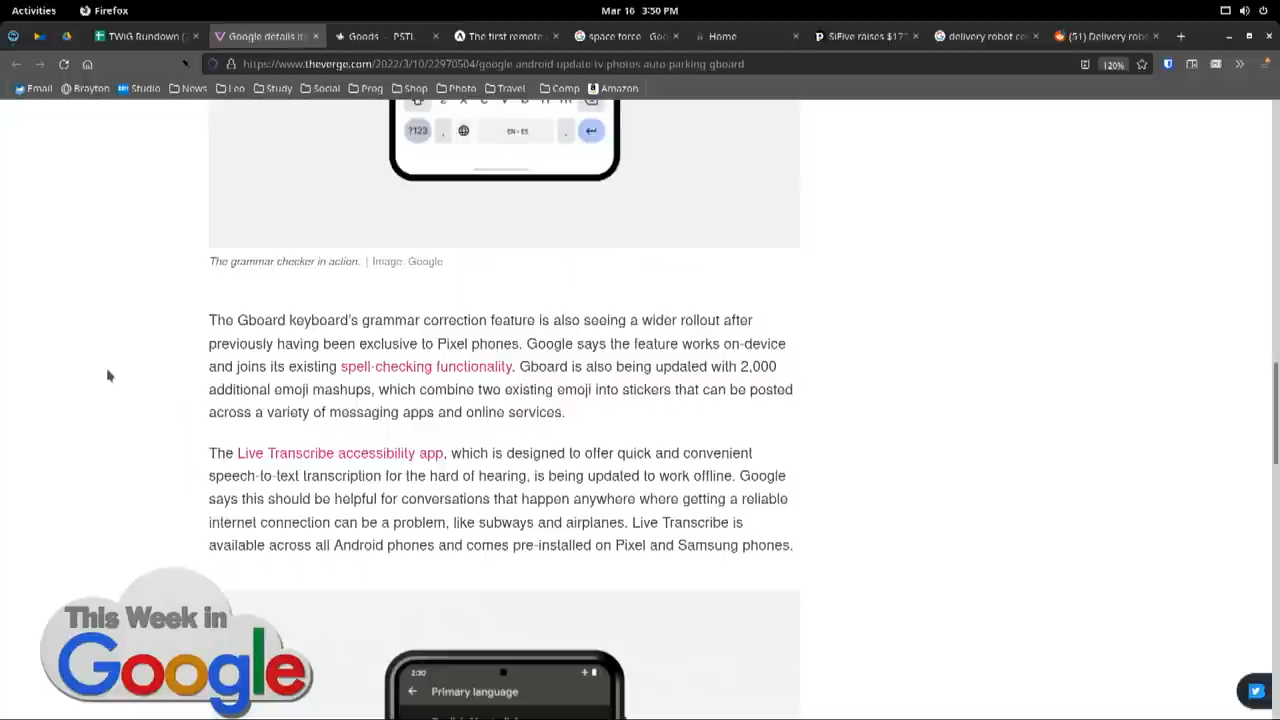 Activities
Firefox
Mar 16 3:50 PM
TWiG Rundown (
Google details it
Goods — PSTL
The first remote
space force - Goo
Home
SiFive raises $17
delivery robot co
(51) Delivery rob
https://www.theverge.com/2022/3/10/22970504/google-android-update-tv-photos-auto-parking-gboard
120%
Email
Brayton
Studio
News
Leo
Study
Social
Prog
Shop
Photo
Travel
Comp
Amazon
?123
,
EN • ES
.
The grammar checker in action. | Image: Google
The Gboard keyboard's grammar correction feature is also seeing a wider rollout after
previously having been exclusive to Pixel phones. Google says the feature works on-device
and joins its existing spell-checking functionality. Gboard is also being updated with 2,000
additional emoji mashups, which combine two existing emoji into stickers that can be posted
across a variety of messaging apps and online services.
The Live Transcribe accessibility app, which is designed to offer quick and convenient
speech-to-text transcription for the hard of hearing, is being updated to work offline. Google
says this should be helpful for conversations that happen anywhere where getting a reliable
internet connection can be a problem, like subways and airplanes. Live Transcribe is
available across all Android phones and comes pre-installed on Pixel and Samsung phones.
This Week in
Google
2:30
Primary language